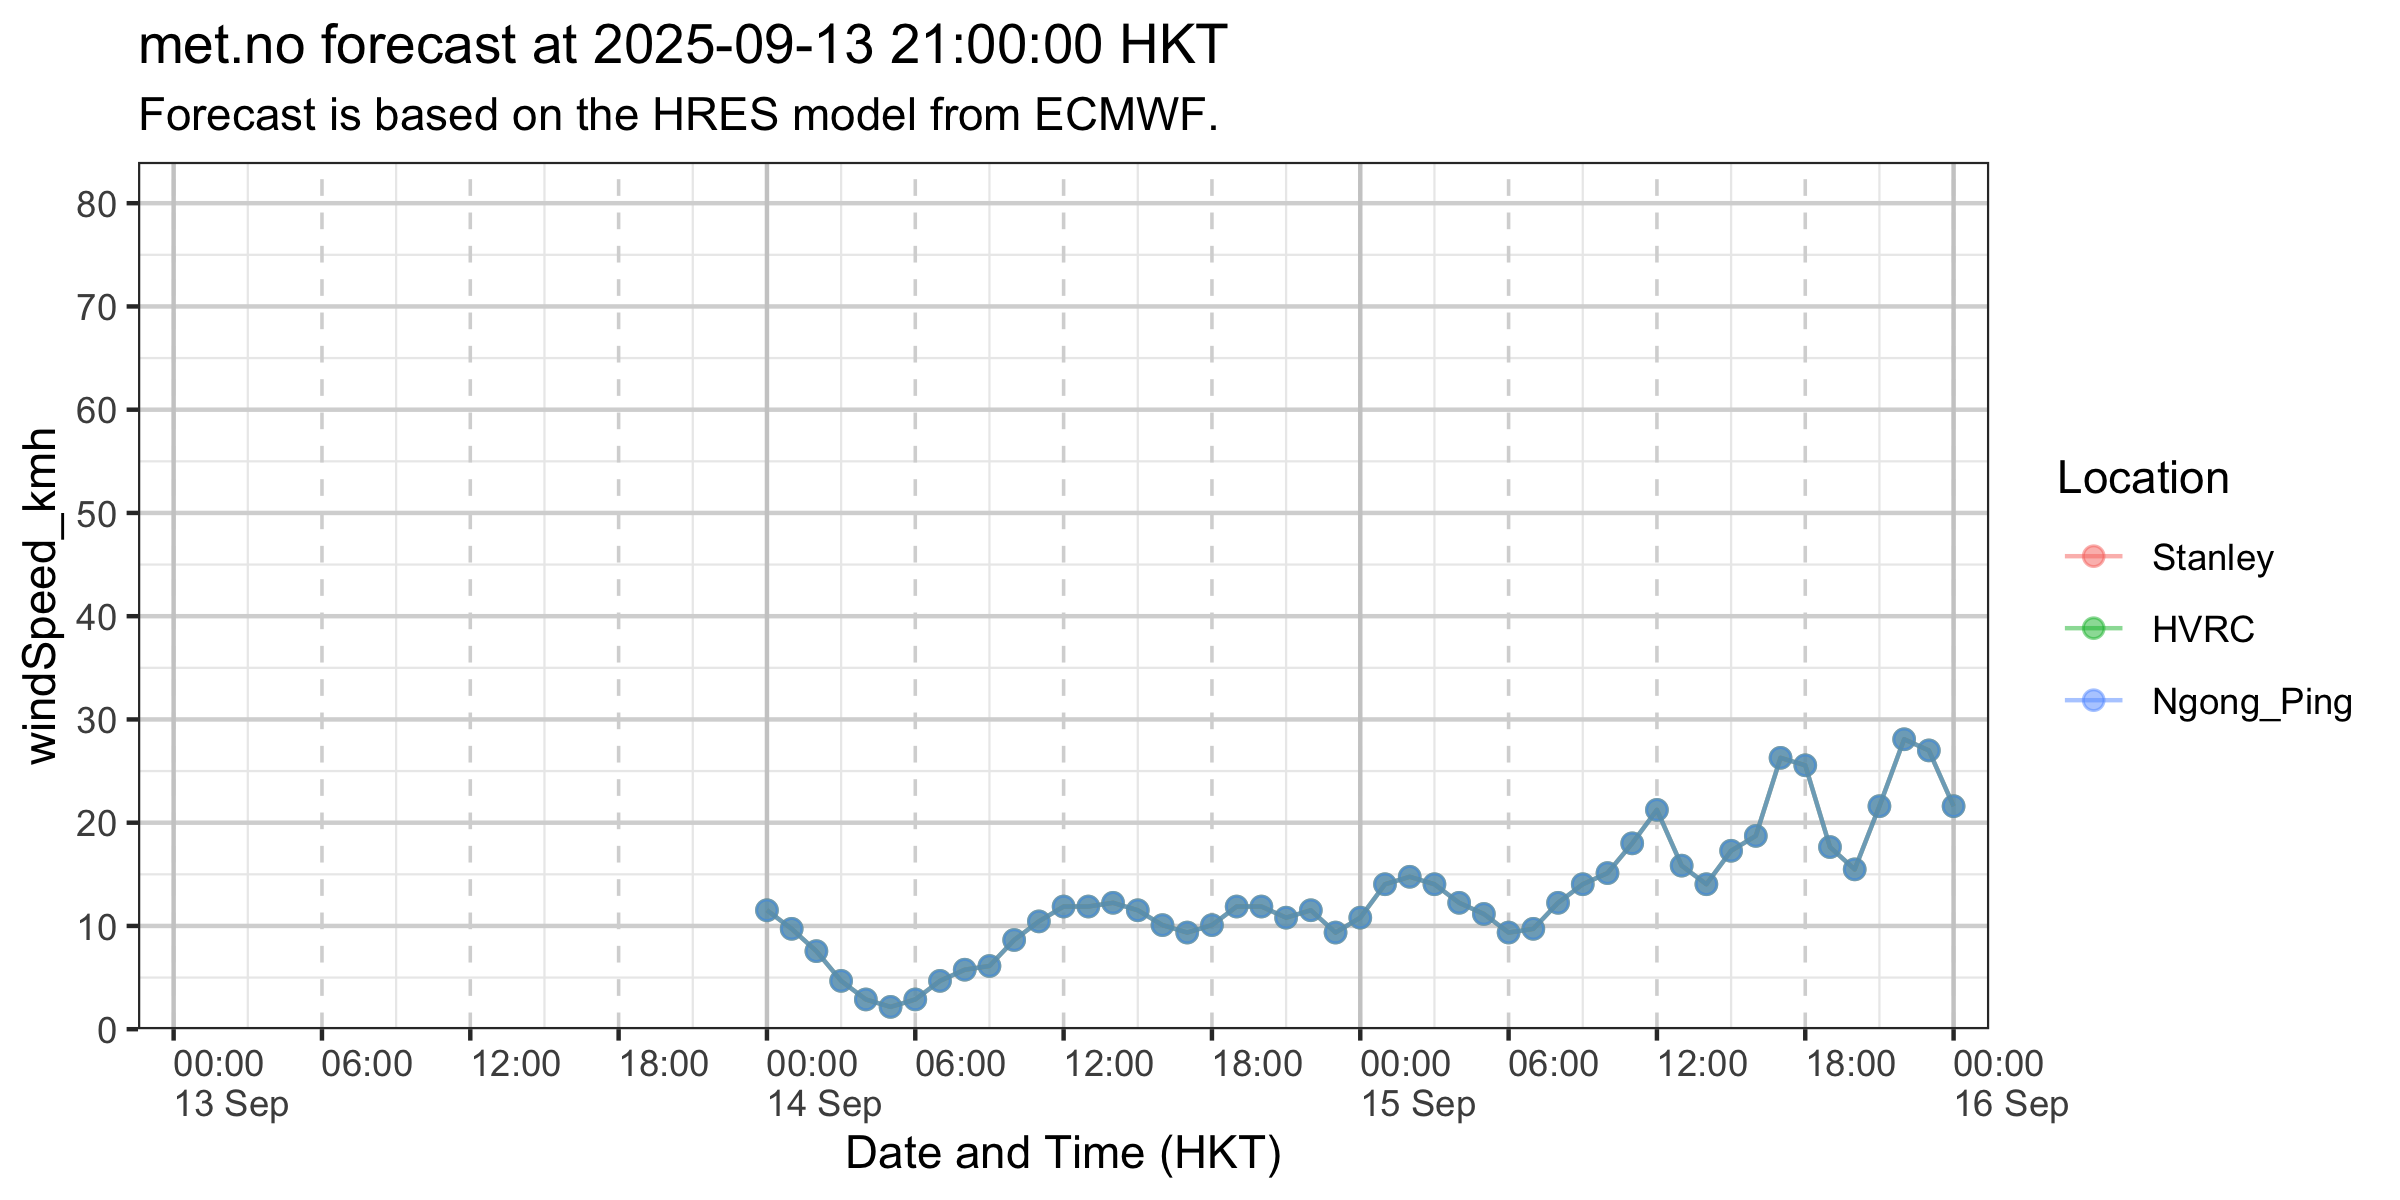 met.no forecast at 2025-09-13 21:00:00 HKT
Forecast is based on the HRES model from ECMWF.
windSpeed_kmh
80
70
60
50
40
30
20
10
0
00:00 06:00 12:00 18:00 00:00 06:00 12:00 18:00 00:00 06:00 12:00 18:00 00:00
13 Sep 14 Sep 15 Sep 16 Sep
Date and Time (HKT)
Location
Stanley
HVRC
Ngong_Ping